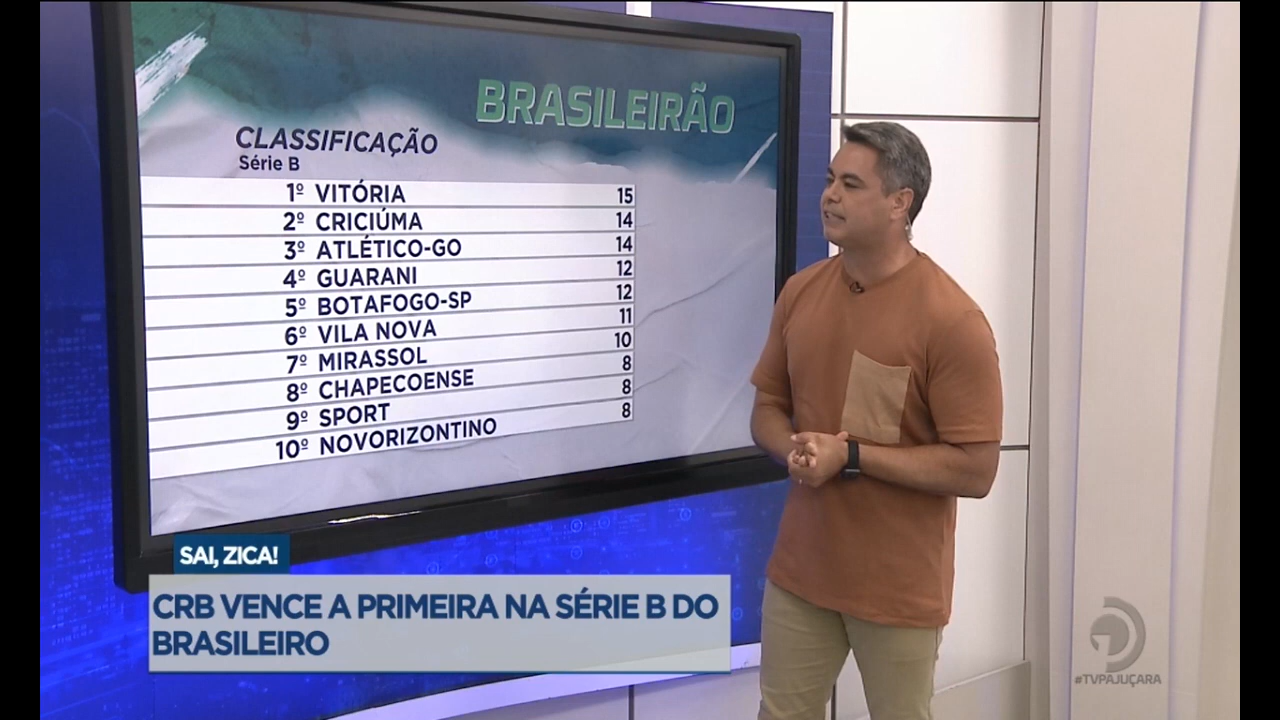 BRASILEIRÃO
CLASSIFICAÇÃO
Série B
1º VITÓRIA 15
2º CRICIÚMA 14
3º ATLÉTICO-GO 14
4º GUARANI 12
5º BOTAFOGO-SP 12
6º VILA NOVA 11
7º MIRASSOL 10
8º CHAPECOENSE 8
9º SPORT 8
10º NOVORIZONTINO 8
SAI, ZICA!
CRB VENCE A PRIMEIRA NA SÉRIE B DO
BRASILEIRO
#TVPAJUÇARA